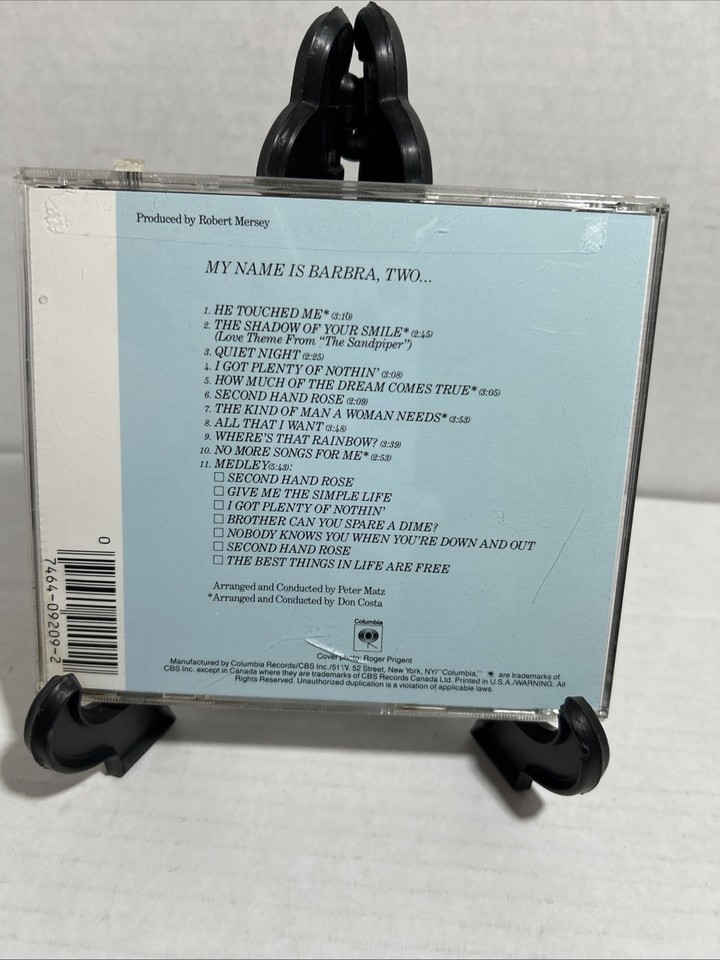 Produced by Robert Mersey
MY NAME IS BARBRA, TWO...
1. HE TOUCHED ME* (3:10)
2. THE SHADOW OF YOUR SMILE* (2:45)
(Love Theme From "The Sandpiper")
3. QUIET NIGHT (2:25)
4. I GOT PLENTY OF NOTHIN' (3:08)
5. HOW MUCH OF THE DREAM COMES TRUE* (3:05)
6. SECOND HAND ROSE (2:09)
7. THE KIND OF MAN A WOMAN NEEDS* (3:53)
8. ALL THAT I WANT (3:48)
9. WHERE'S THAT RAINBOW? (3:39)
10. NO MORE SONGS FOR ME* (2:53)
11. MEDLEY (5:43):
□ SECOND HAND ROSE
□ GIVE ME THE SIMPLE LIFE
□ I GOT PLENTY OF NOTHIN'
□ BROTHER CAN YOU SPARE A DIME?
□ NOBODY KNOWS YOU WHEN YOU'RE DOWN AND OUT
□ SECOND HAND ROSE
□ THE BEST THINGS IN LIFE ARE FREE
Arranged and Conducted by Peter Matz
*Arranged and Conducted by Don Costa
Columbia
Cover photo: Roger Prigent
Manufactured by Columbia Records/CBS Inc./51 W. 52 Street, New York, NY/"Columbia," are trademarks of
CBS Inc. except in Canada where they are trademarks of CBS Records Canada Ltd. Printed in U.S.A./WARNING: All
Rights Reserved. Unauthorized duplication is a violation of applicable laws.
0
7464-09209-2